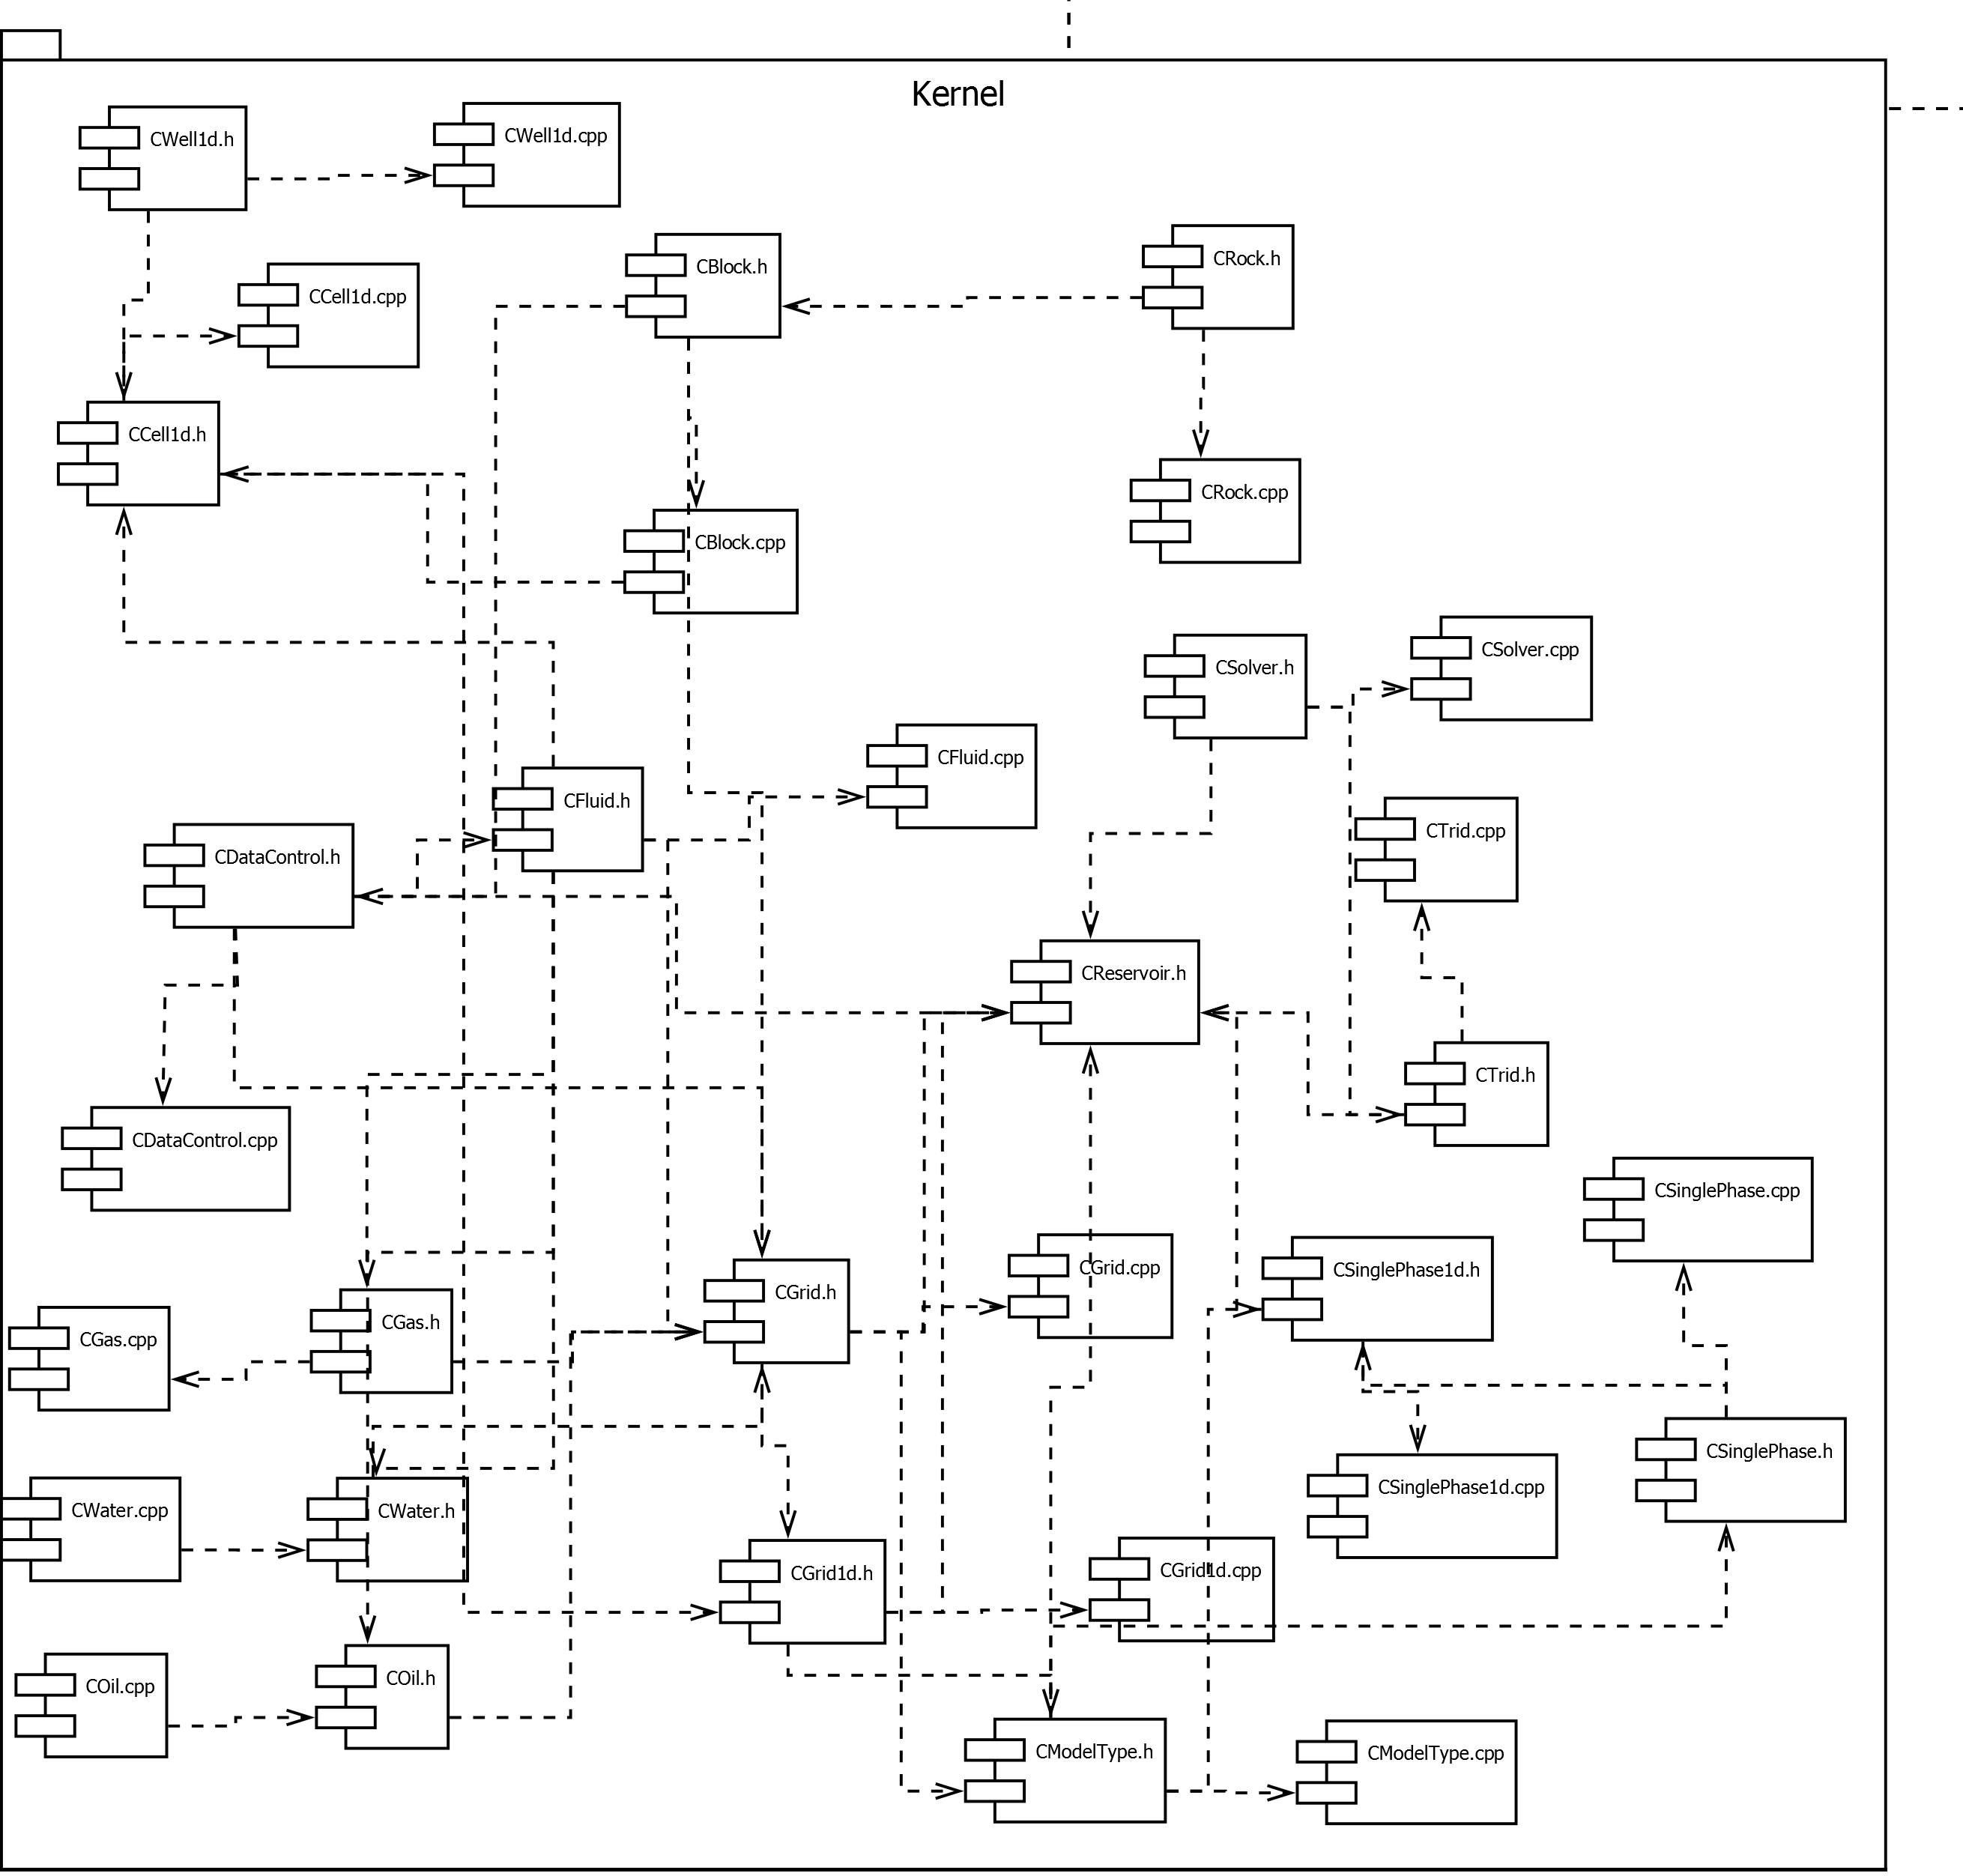 Kernel
CWell1d.h
CWell1d.cpp
CBlock.h
CRock.h
CCell1d.cpp
CCell1d.h
CRock.cpp
CBlock.cpp
CSolver.h
CSolver.cpp
CFluid.cpp
CFluid.h
CTrid.cpp
CDataControl.h
CReservoir.h
CTrid.h
CDataControl.cpp
CSinglePhase.cpp
CGrid.cpp
CSinglePhase1d.h
CGrid.h
CGas.h
CGas.cpp
CSinglePhase.h
CSinglePhase1d.cpp
CWater.cpp
CWater.h
CGrid1d.h
CGrid1d.cpp
COil.cpp
COil.h
CModelType.h
CModelType.cpp